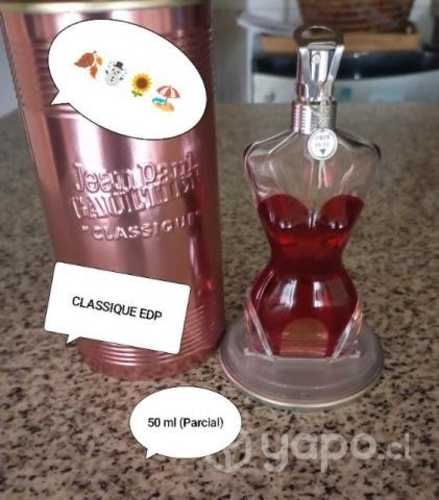 Jean Paul
GAULTIER
"CLASSIQUE"
CLASSIQUE EDP
50 ml (Parcial)
yapo.cl